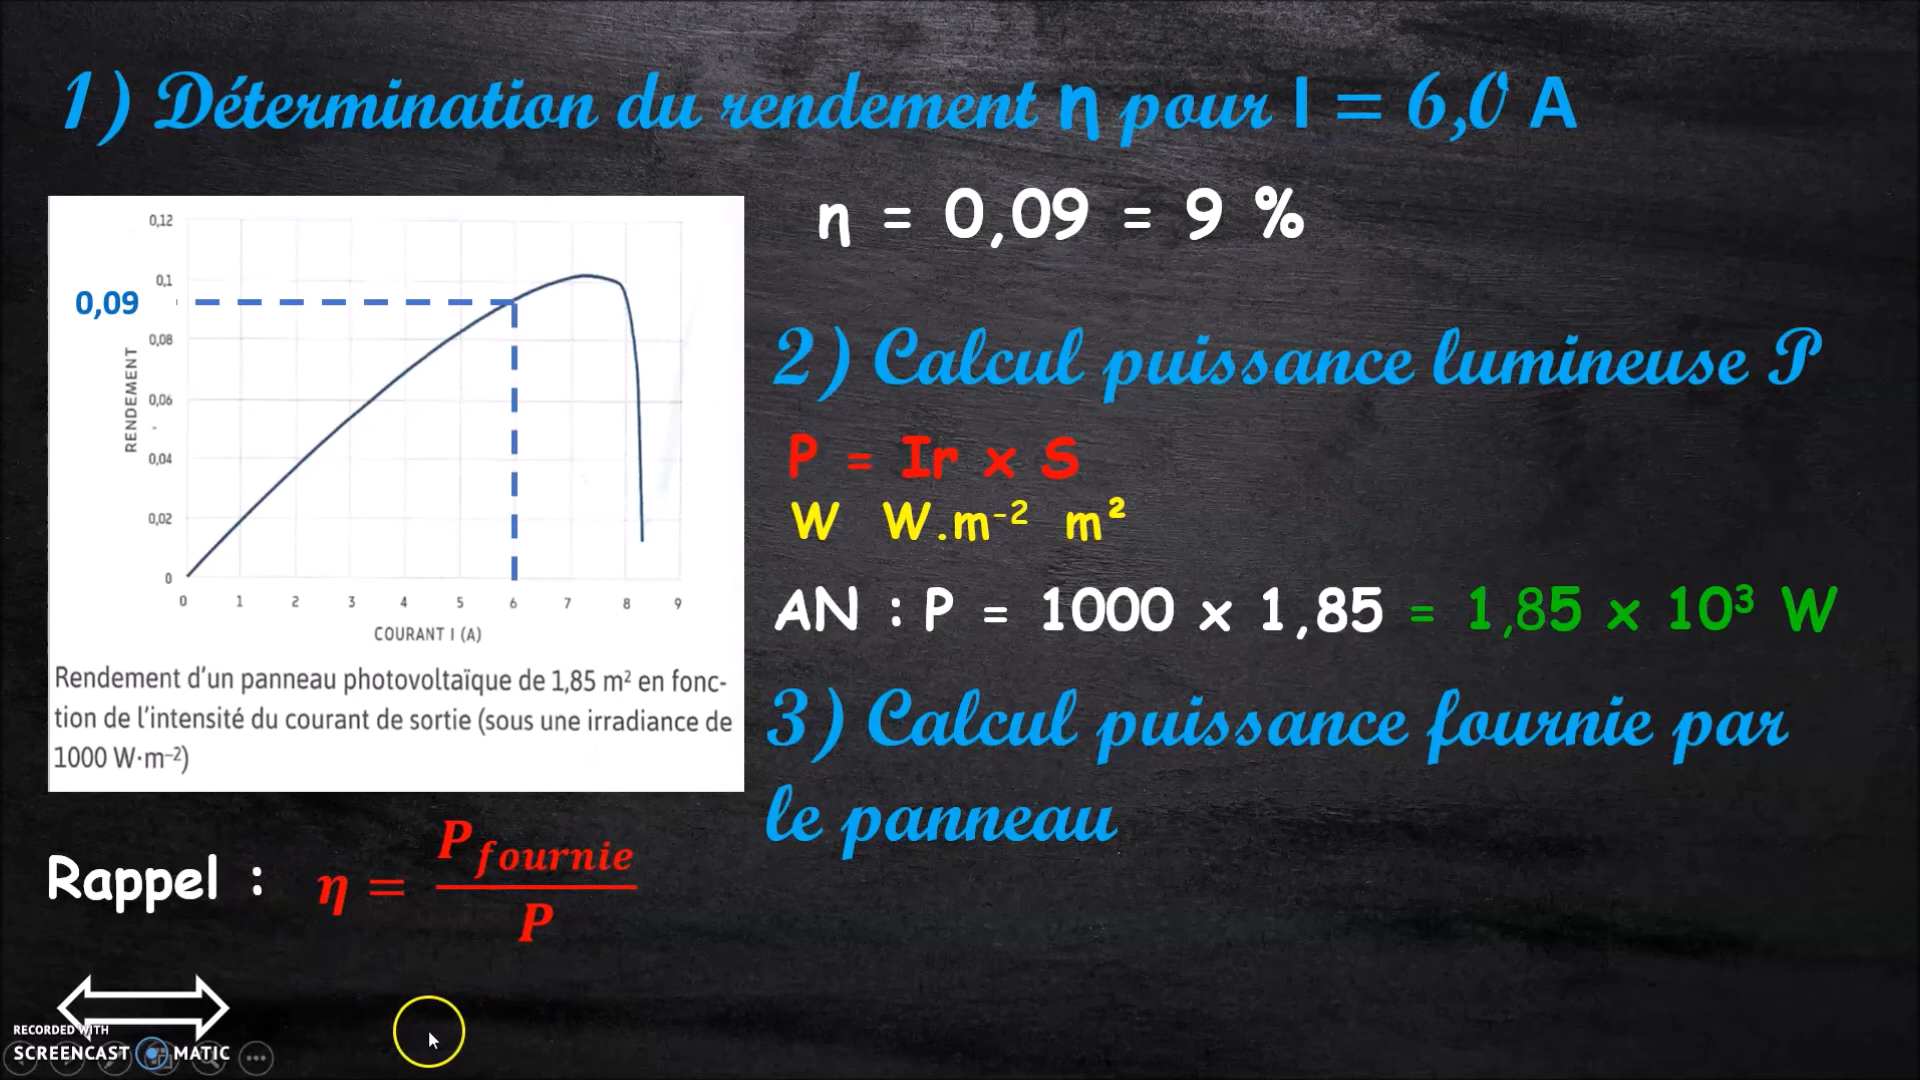 1) Détermination du rendement η pour I = 6,0 A
η = 0,09 = 9 %
0,12
0,1
0,09
0,08
0,06
0,04
0,02
0
RENDEMENT
0 1 2 3 4 5 6 7 8 9
COURANT I (A)
Rendement d'un panneau photovoltaïque de 1,85 m² en fonc-
tion de l'intensité du courant de sortie (sous une irradiance de
1000 W·m⁻²)
2) Calcul puissance lumineuse P
P = Ir x S
W W.m⁻² m²
AN : P = 1000 x 1,85 = 1,85 x 10³ W
3) Calcul puissance fournie par
le panneau
Rappel : η = P fournie / P
RECORDED WITH
SCREENCAST MATIC